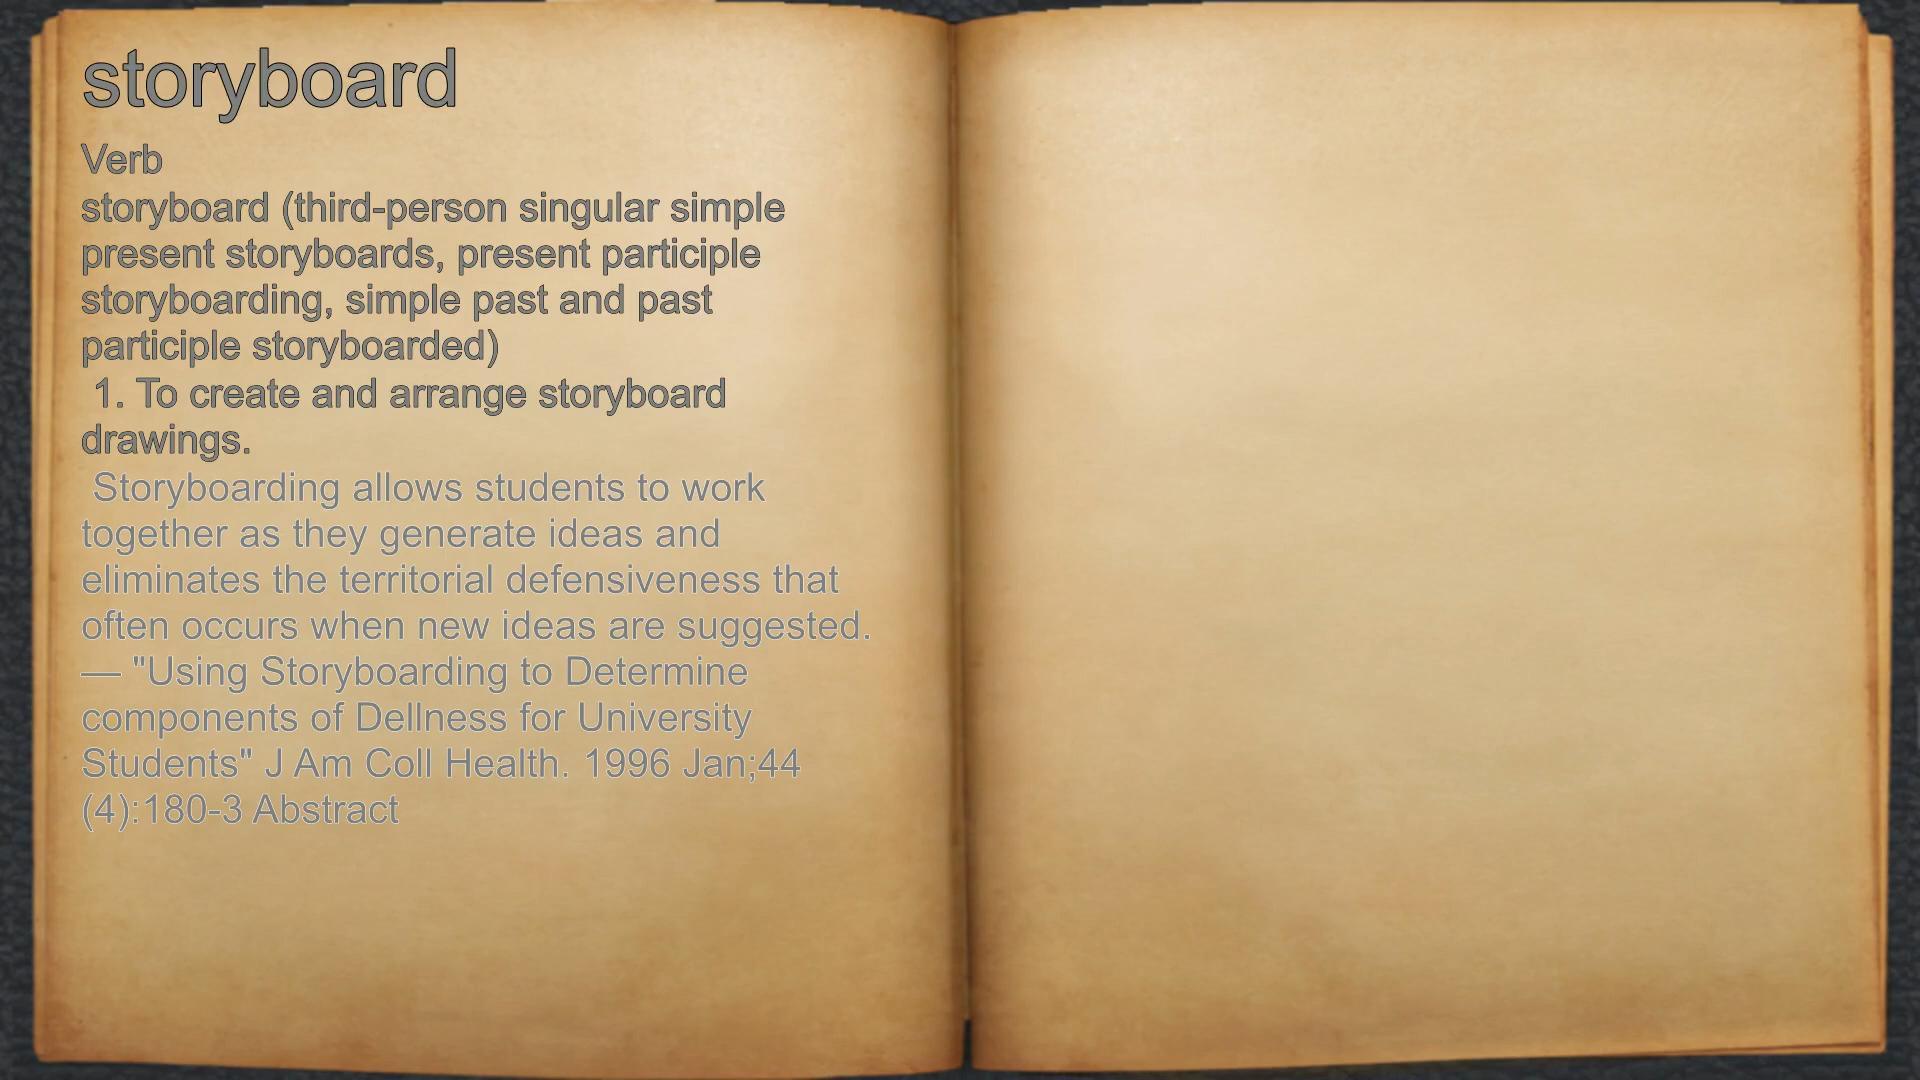 storyboard
Verb
storyboard (third-person singular simple
present storyboards, present participle
storyboarding, simple past and past
participle storyboarded)
1. To create and arrange storyboard
drawings.
Storyboarding allows students to work
together as they generate ideas and
eliminates the territorial defensiveness that
often occurs when new ideas are suggested.
— "Using Storyboarding to Determine
components of Dellness for University
Students" J Am Coll Health. 1996 Jan;44
(4):180-3 Abstract